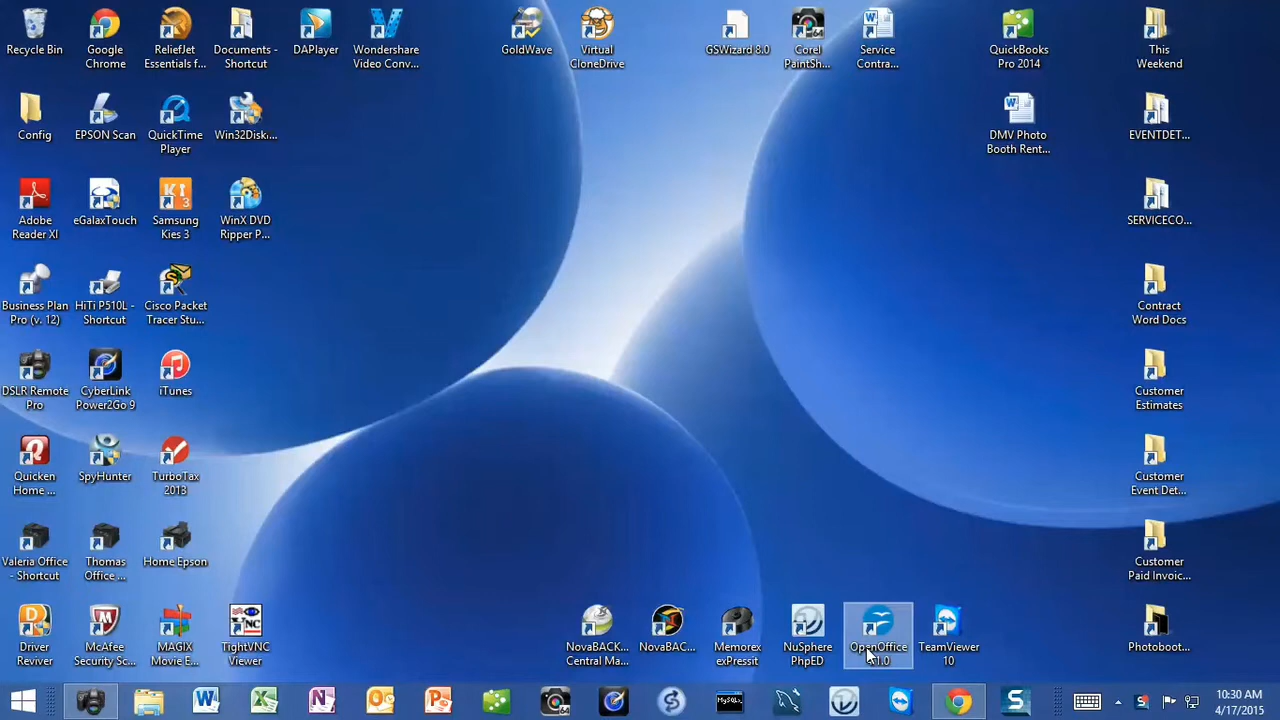 Recycle Bin
Google
Chrome
ReliefJet
Essentials f...
Documents -
Shortcut
DAPlayer
Wondershare
Video Conv...
GoldWave
Virtual
CloneDrive
GSWizard 8.0
Corel
PaintSh...
64
Service
Contra...
QuickBooks
Pro 2014
This
Weekend
Config
EPSON Scan
QuickTime
Player
Win32Disk...
DMV Photo
Booth Rent...
EVENTDET...
Adobe
Reader XI
eGalaxTouch
Samsung
Kies 3
WinX DVD
Ripper P...
SERVICECO...
Business Plan
Pro (v. 12)
HiTi P510L -
Shortcut
Cisco Packet
Tracer Stu...
Contract
Word Docs
DSLR Remote
Pro
CyberLink
Power2Go 9
iTunes
Customer
Estimates
Quicken
Home ...
SpyHunter
TurboTax
2013
Customer
Event Det...
Valeria Office
- Shortcut
Thomas
Office ...
Home Epson
Customer
Paid Invoic...
Driver
Reviver
McAfee
Security Sc...
MAGIX
Movie E...
TightVNC
Viewer
NovaBACK...
Central Ma...
NovaBAC...
Memorex
exPressit
NuSphere
PhpED
OpenOffice
TeamViewer
10
Photoboot...
MySQL
10:30 AM
4/17/2015